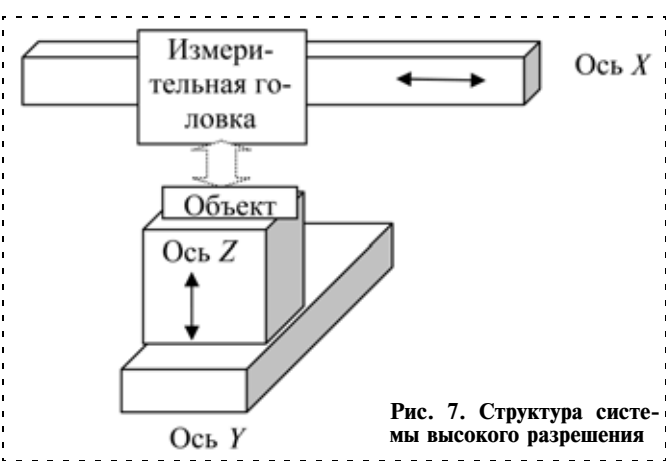 Измери-
тельная го-
ловка
Ось X
Объект
Ось Z
Ось Y
Рис. 7. Структура систе-
мы высокого разрешения